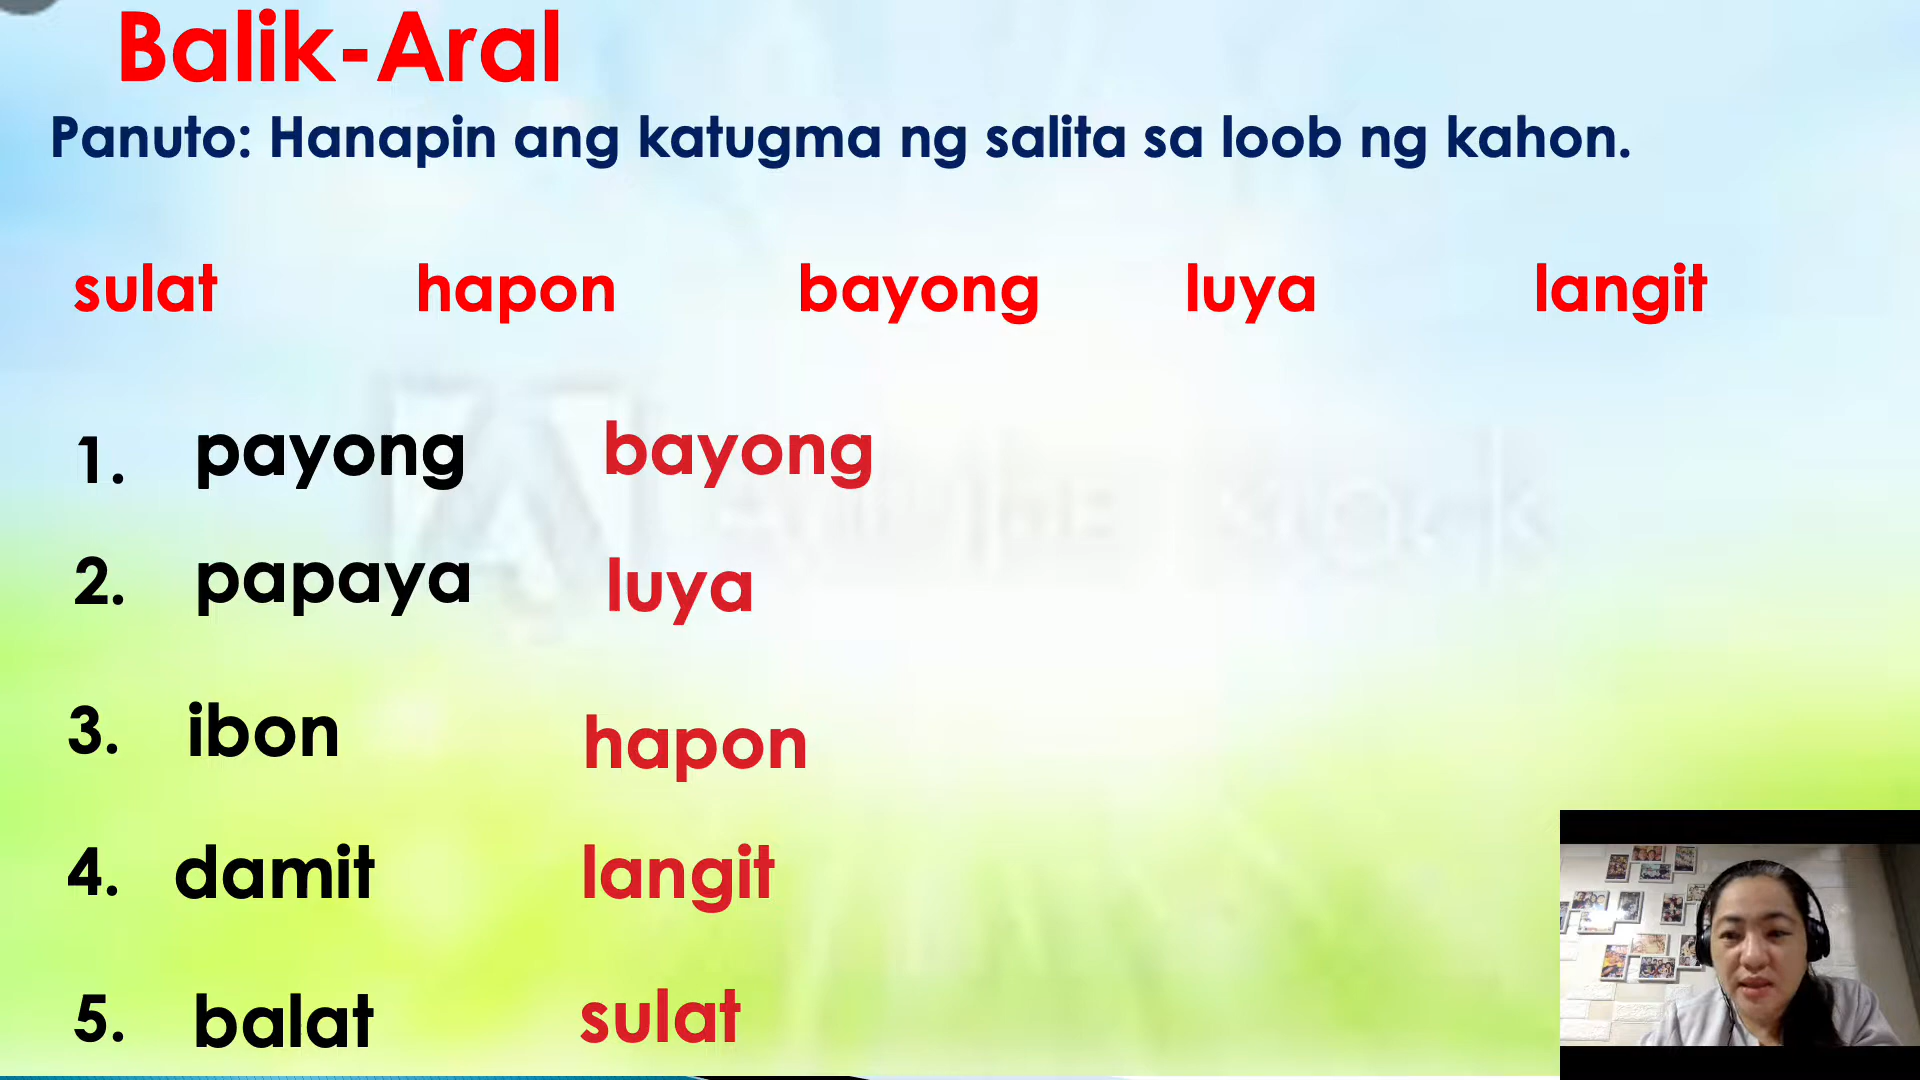 Balik-Aral
Panuto: Hanapin ang katugma ng salita sa loob ng kahon.
sulat hapon bayong luya langit
1. payong bayong
2. papaya luya
3. ibon hapon
4. damit langit
5. balat sulat